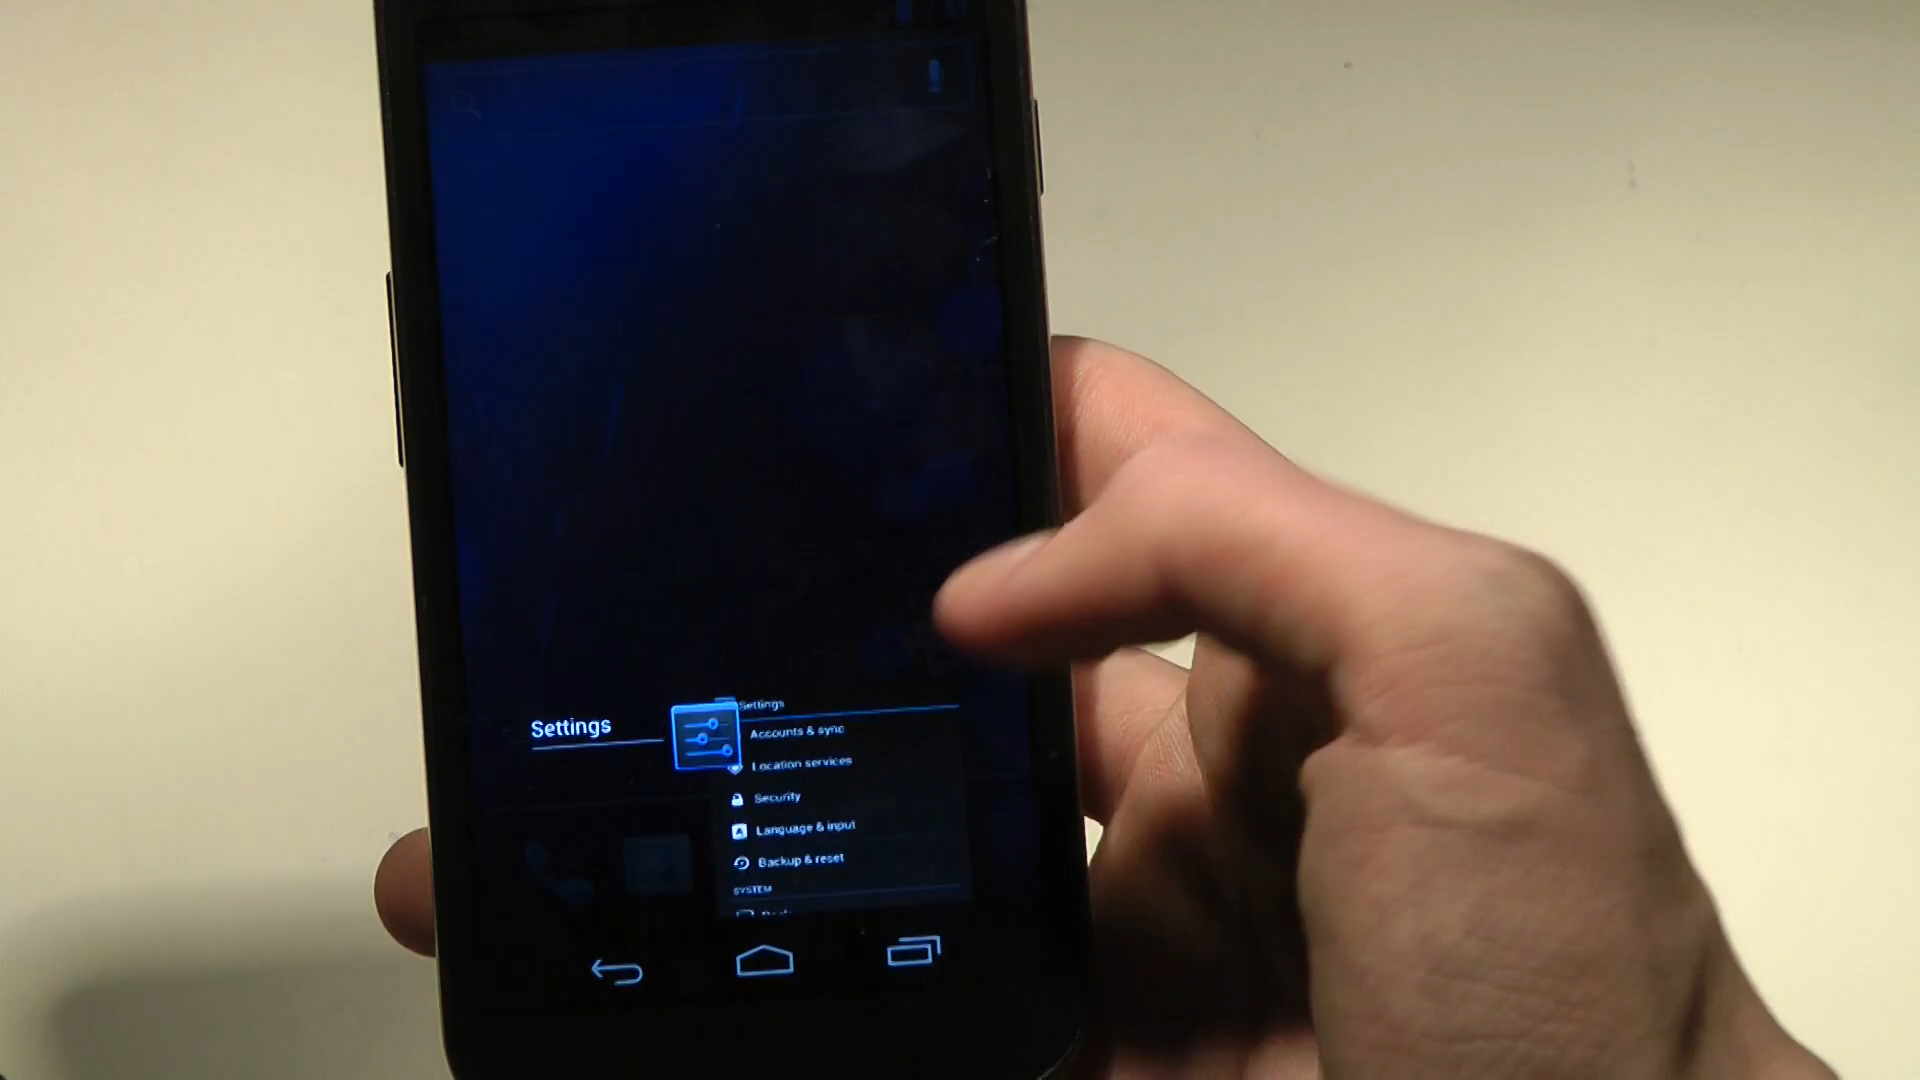 Settings
Settings
Accounts & sync
Location services
Security
Language & input
Backup & reset
SYSTEM